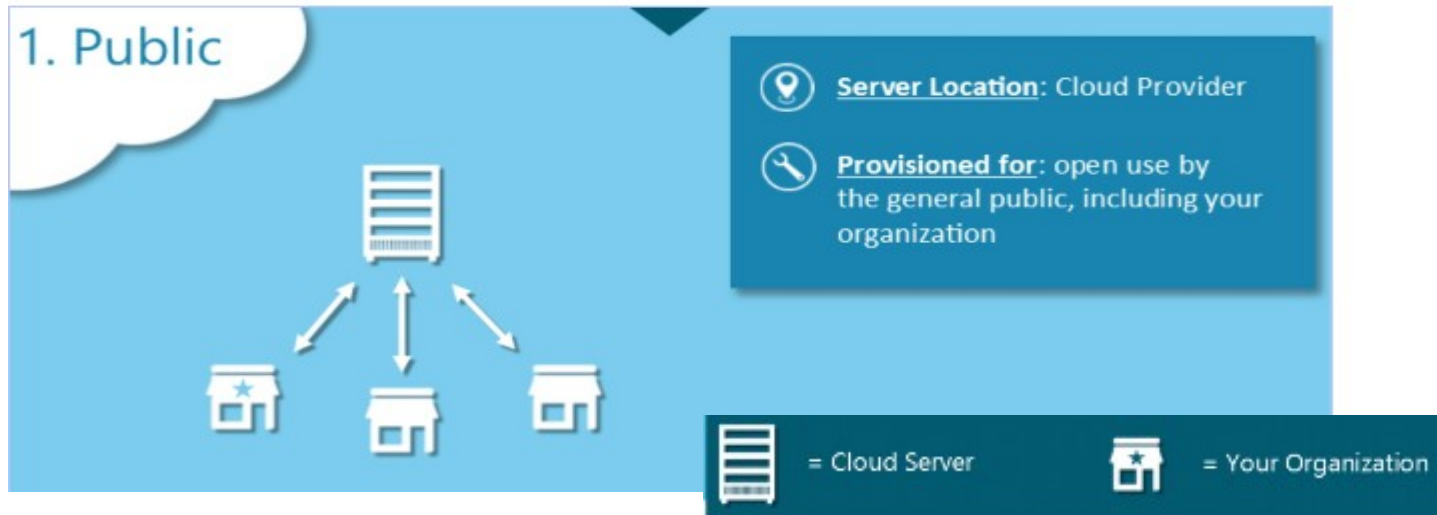 1. Public
Server Location: Cloud Provider
Provisioned for: open use by
the general public, including your
organization
= Cloud Server
= Your Organization